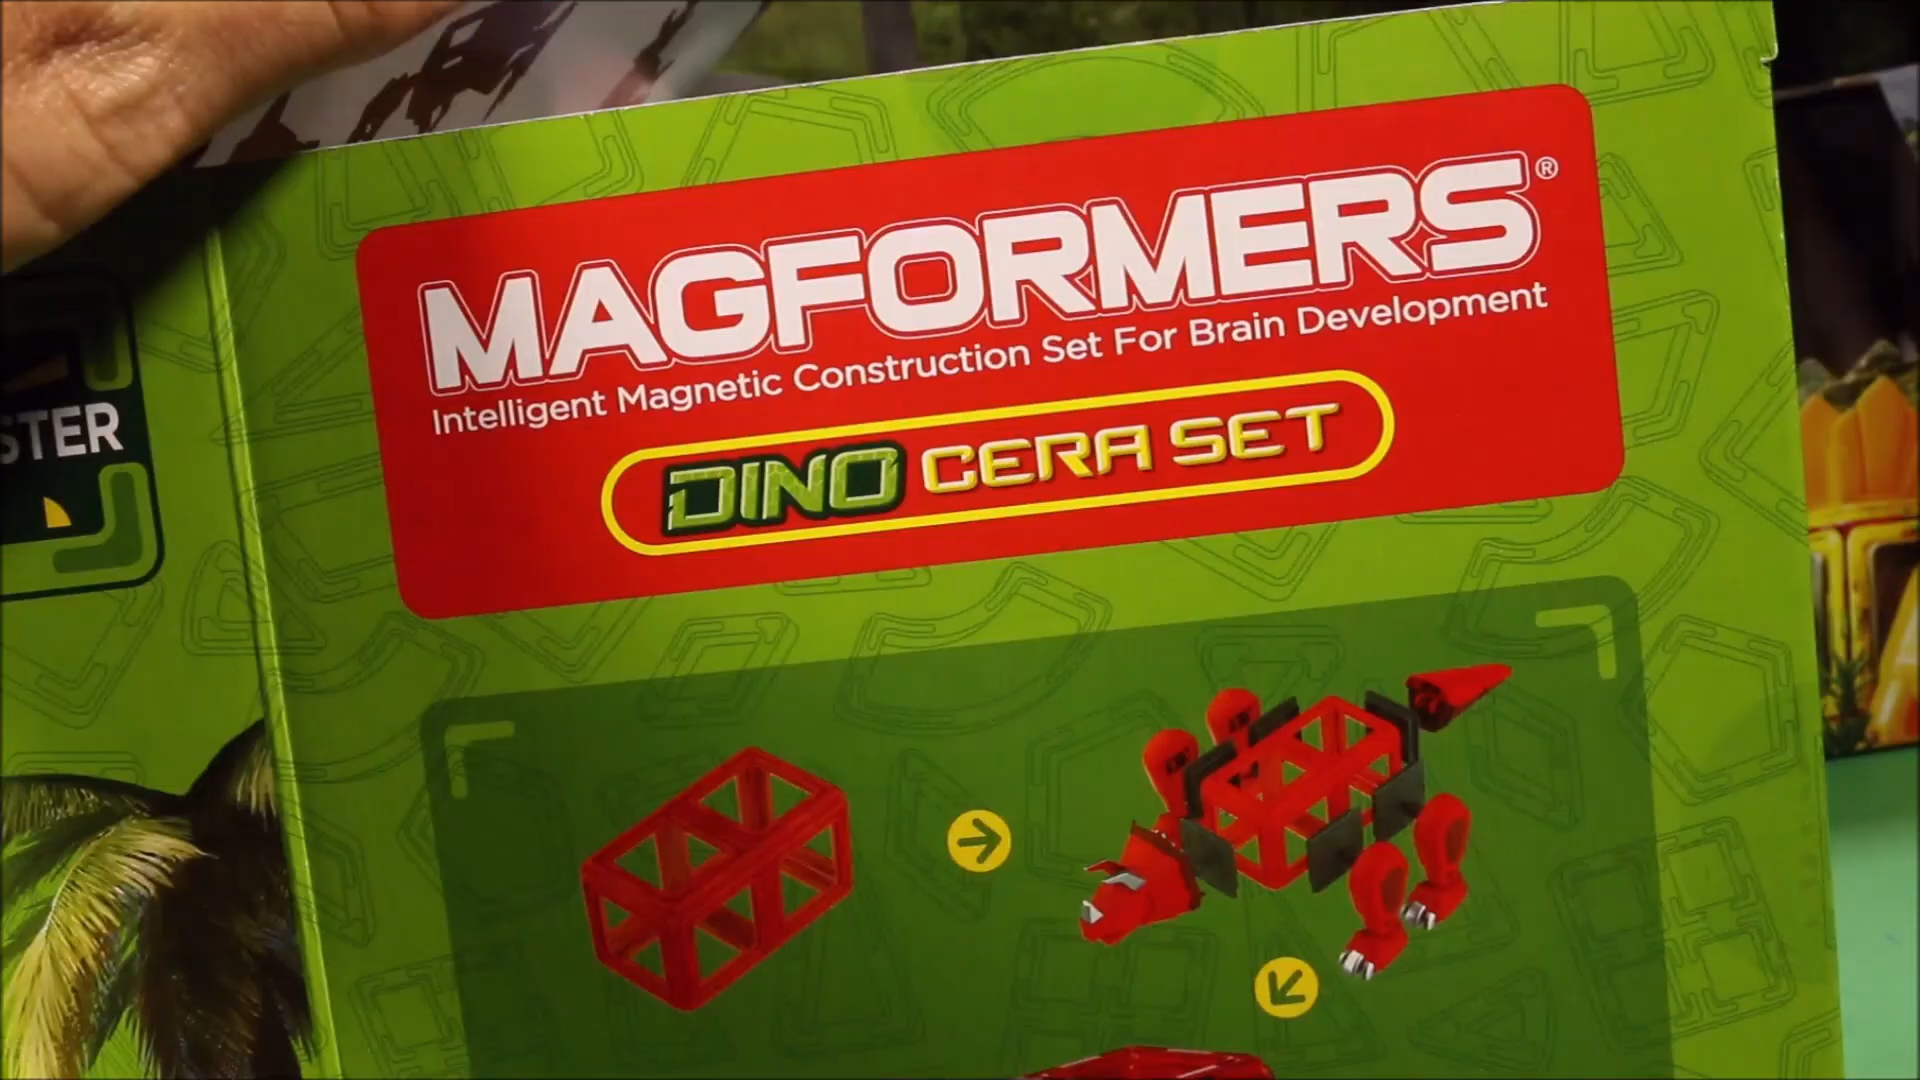 MAGFORMERS®
Intelligent Magnetic Construction Set For Brain Development
DINO CERA SET
STER